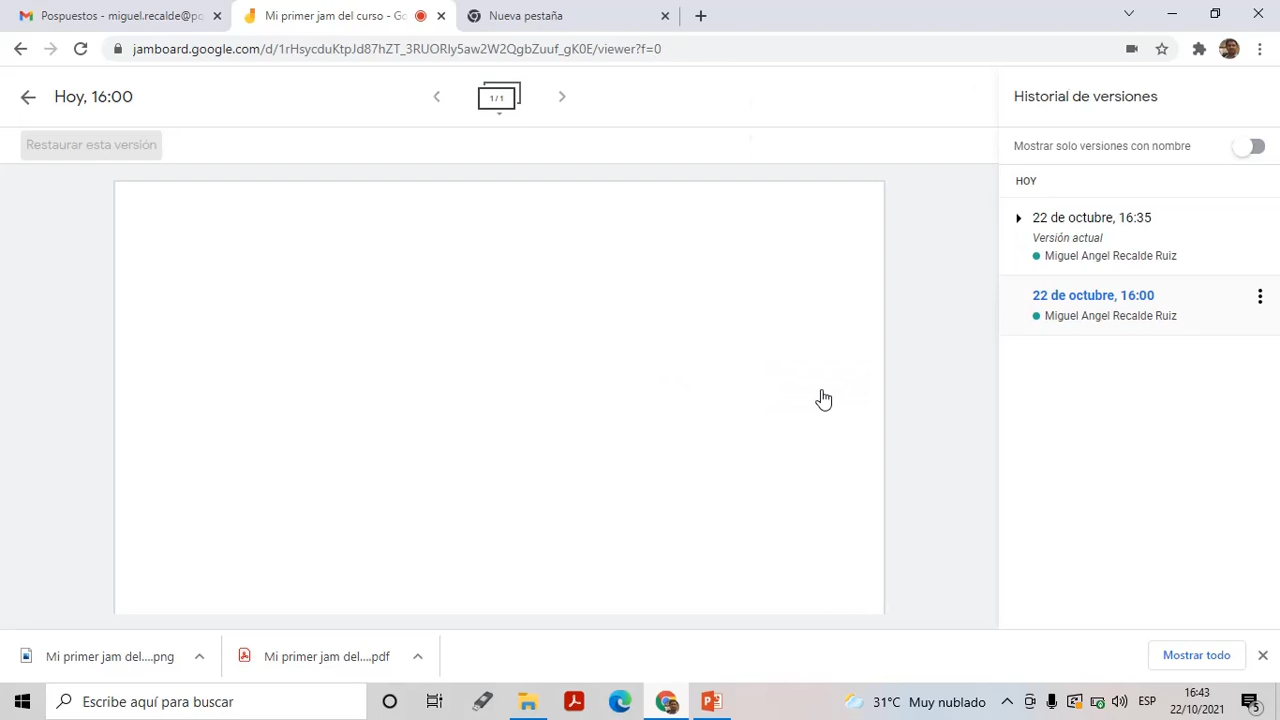 Pospuestos - miguel.recalde@po
Mi primer jam del curso - Go
Nueva pestaña
jamboard.google.com/d/1rHsycduKtpJd87hZT_3RUORIy5aw2W2QgbZuuf_gK0E/viewer?f=0
Hoy, 16:00
1 / 1
Historial de versiones
Restaurar esta versión
Mostrar solo versiones con nombre
HOY
22 de octubre, 16:35
Versión actual
Miguel Angel Recalde Ruiz
22 de octubre, 16:00
Miguel Angel Recalde Ruiz
Mi primer jam del....png
Mi primer jam del....pdf
Mostrar todo
Escribe aquí para buscar
31°C Muy nublado
ESP
16:43
22/10/2021
5